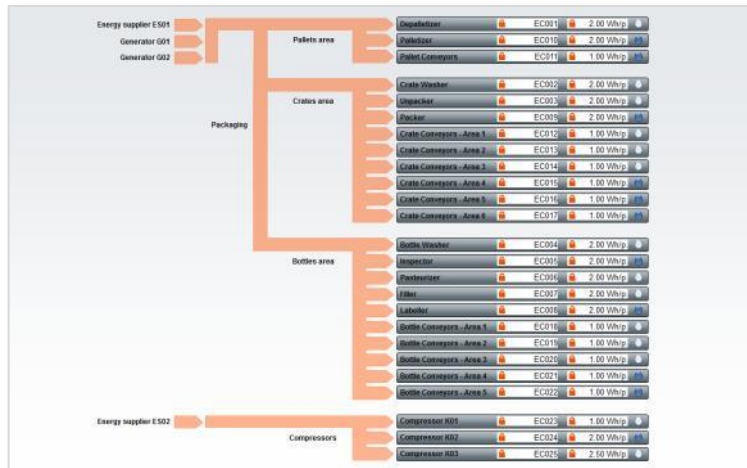 Energy supplier ES01
Generator G01
Generator G02
Packaging
Pallets area
Depalletizer EC001 2.00 Wh/p
Palletizer EC010 2.00 Wh/p
Pallet Conveyors EC011 1.00 Wh/p
Crates area
Crate Washer EC002 2.00 Wh/p
Unpacker EC003 2.00 Wh/p
Packer EC009 2.00 Wh/p
Crate Conveyors - Area 1 EC012 1.00 Wh/p
Crate Conveyors - Area 2 EC013 1.00 Wh/p
Crate Conveyors - Area 3 EC014 1.00 Wh/p
Crate Conveyors - Area 4 EC015 1.00 Wh/p
Crate Conveyors - Area 5 EC016 1.00 Wh/p
Crate Conveyors - Area 6 EC017 1.00 Wh/p
Bottles area
Bottle Washer EC004 2.00 Wh/p
Inspector EC005 2.00 Wh/p
Pasteurizer EC006 2.00 Wh/p
Filler EC007 2.00 Wh/p
Labeller EC008 2.00 Wh/p
Bottle Conveyors - Area 1 EC018 1.00 Wh/p
Bottle Conveyors - Area 2 EC019 1.00 Wh/p
Bottle Conveyors - Area 3 EC020 1.00 Wh/p
Bottle Conveyors - Area 4 EC021 1.00 Wh/p
Bottle Conveyors - Area 5 EC022 1.00 Wh/p
Energy supplier ES02
Compressors
Compressor K01 EC023 1.00 Wh/p
Compressor K02 EC024 2.00 Wh/p
Compressor K03 EC025 2.50 Wh/p